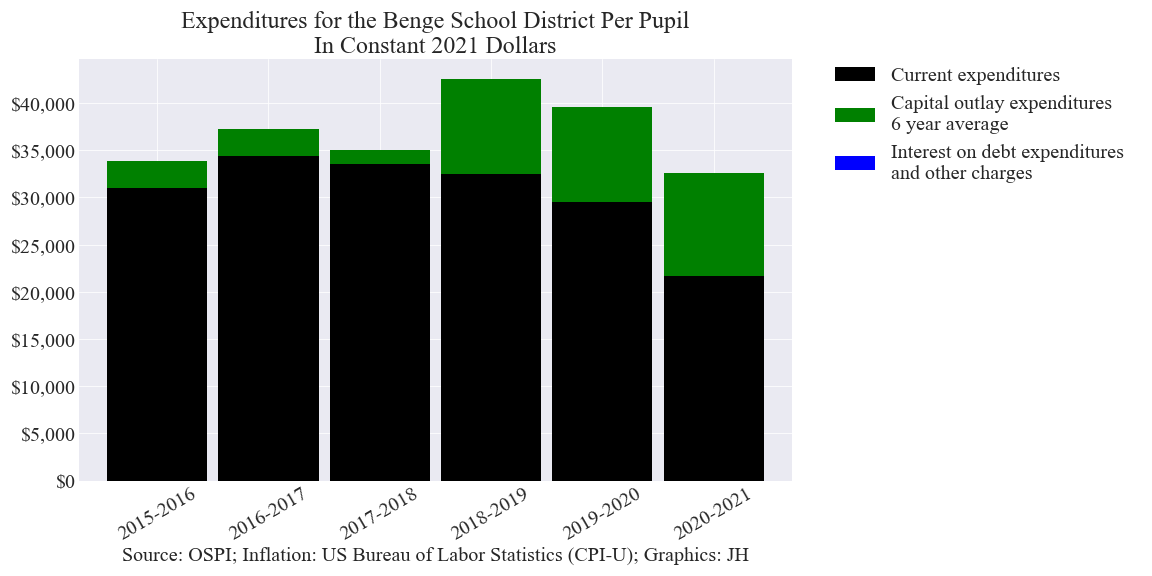 Expenditures for the Benge School District Per Pupil
In Constant 2021 Dollars
Current expenditures
Capital outlay expenditures
6 year average
Interest on debt expenditures
and other charges
$40,000
$35,000
$30,000
$25,000
$20,000
$15,000
$10,000
$5,000
$0
2015-2016
2016-2017
2017-2018
2018-2019
2019-2020
2020-2021
Source: OSPI; Inflation: US Bureau of Labor Statistics (CPI-U); Graphics: JH